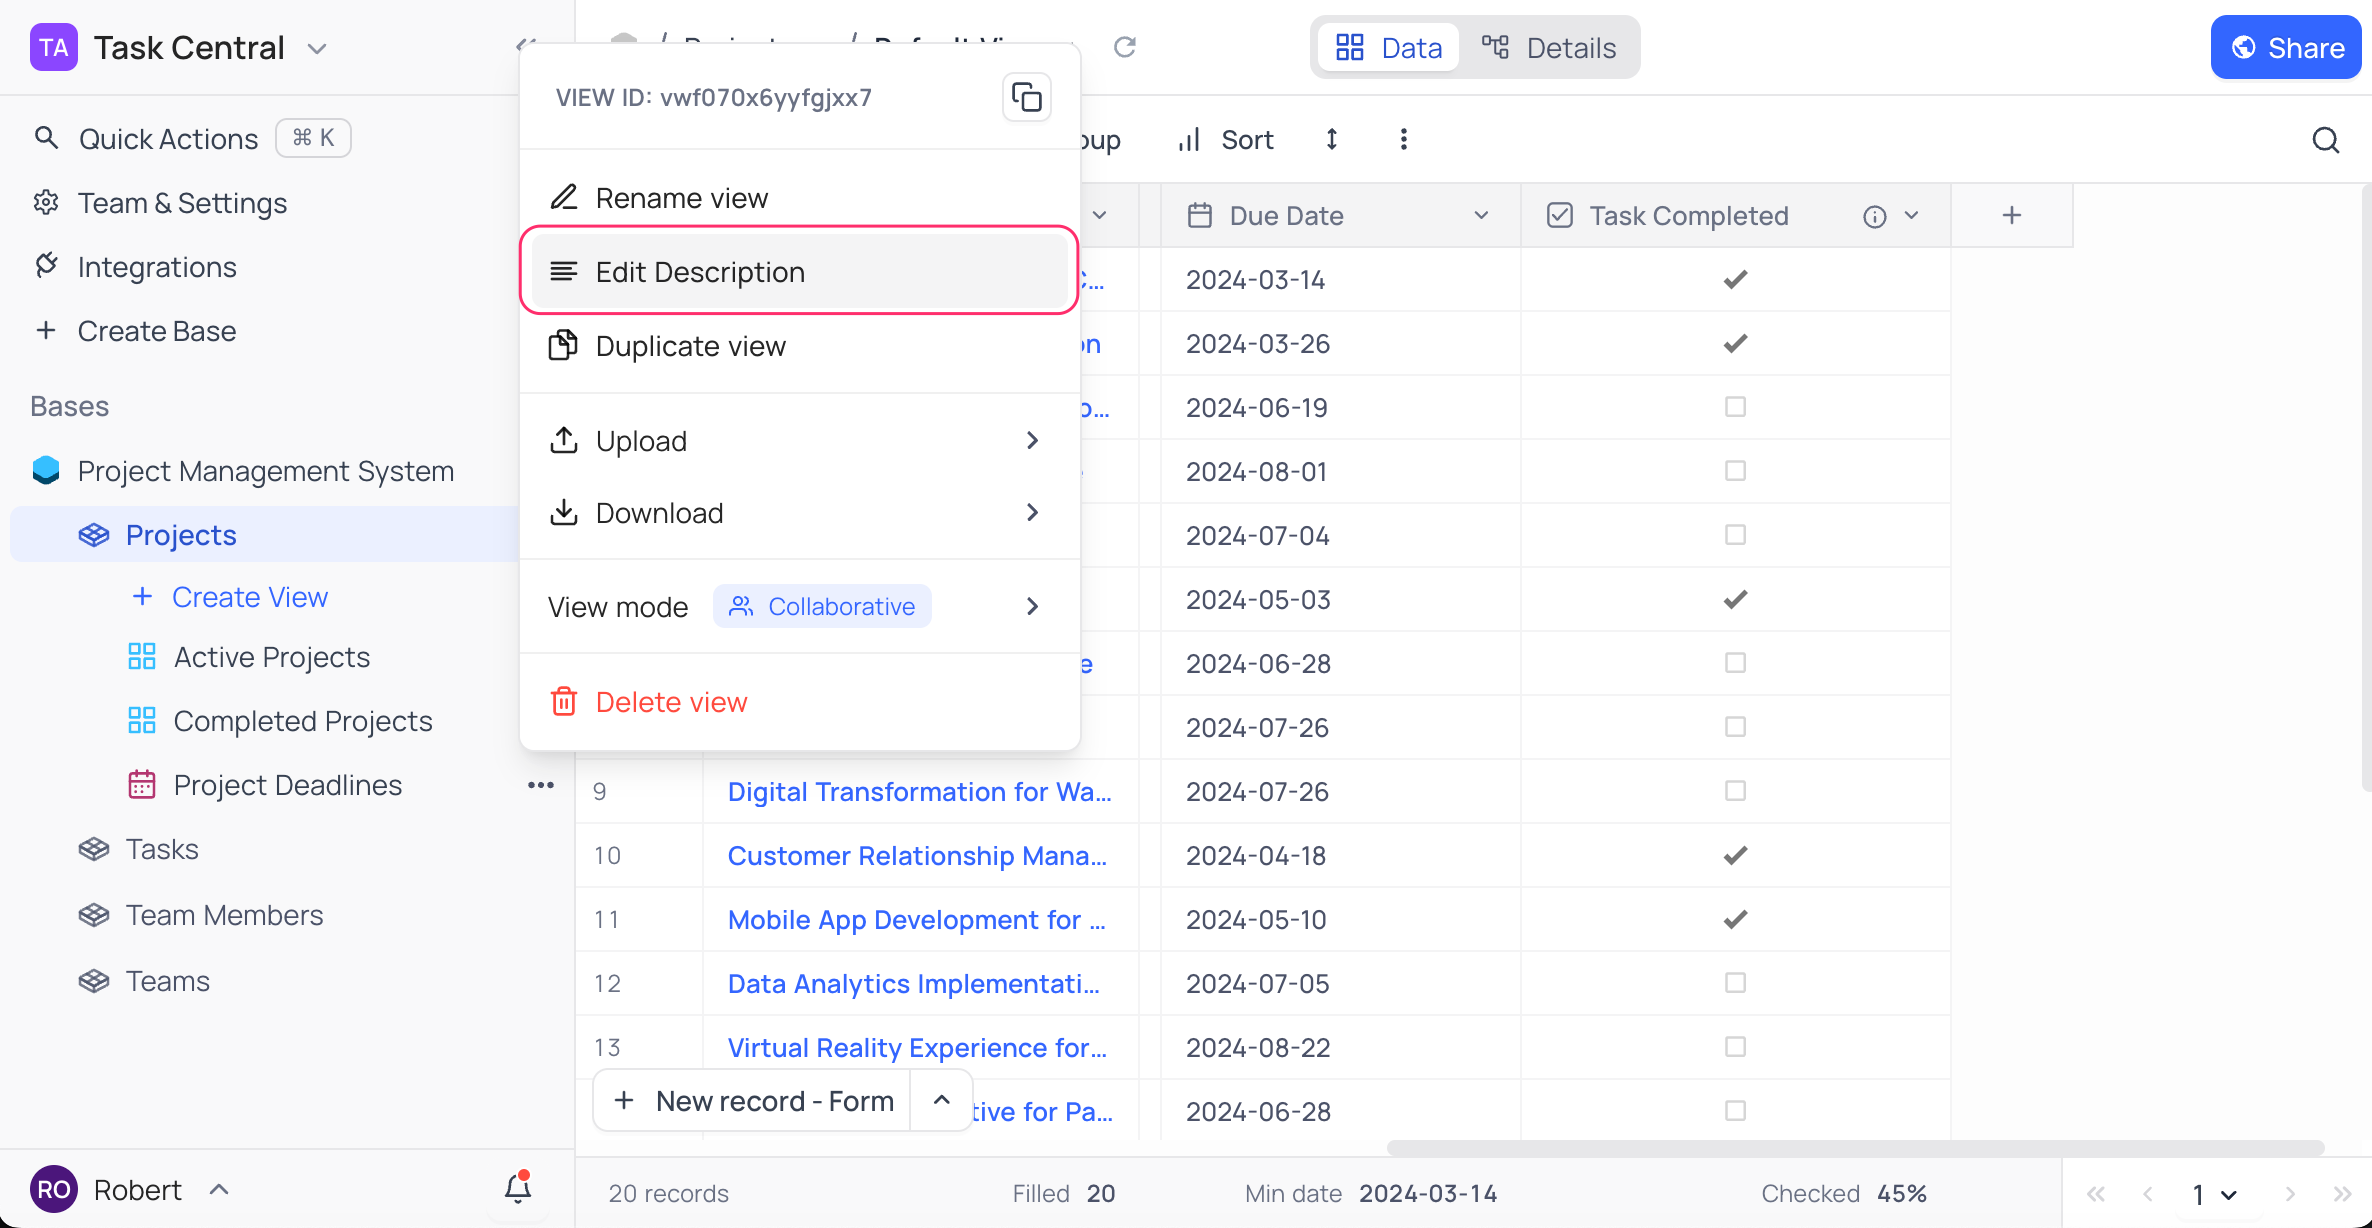 TA Task Central
Data
Details
Share
VIEW ID: vwf070x6yyfgjxx7
Quick Actions ⌘ K
Team & Settings
Integrations
+ Create Base
Bases
Project Management System
Projects
+ Create View
Active Projects
Completed Projects
Project Deadlines
Tasks
Team Members
Teams
RO Robert
Rename view
Edit Description
Duplicate view
Upload
Download
View mode Collaborative
Delete view
Sort
Due Date Task Completed +
2024-03-14
2024-03-26
2024-06-19
2024-08-01
2024-07-04
2024-05-03
2024-06-28
2024-07-26
9 Digital Transformation for Wa... 2024-07-26
10 Customer Relationship Mana... 2024-04-18
11 Mobile App Development for ... 2024-05-10
12 Data Analytics Implementati... 2024-07-05
13 Virtual Reality Experience for... 2024-08-22
+ New record - Form tive for Pa... 2024-06-28
20 records Filled 20 Min date 2024-03-14 Checked 45% 1